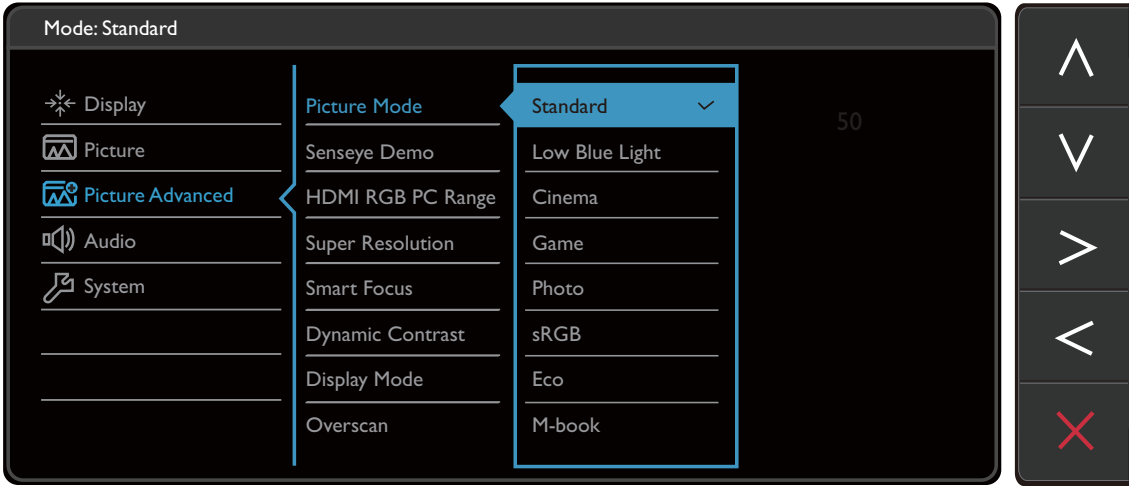 Mode: Standard
Display
Picture
Picture Advanced
Audio
System
Picture Mode
Senseye Demo
HDMI RGB PC Range
Super Resolution
Smart Focus
Dynamic Contrast
Display Mode
Overscan
Standard
Low Blue Light
Cinema
Game
Photo
sRGB
Eco
M-book
50